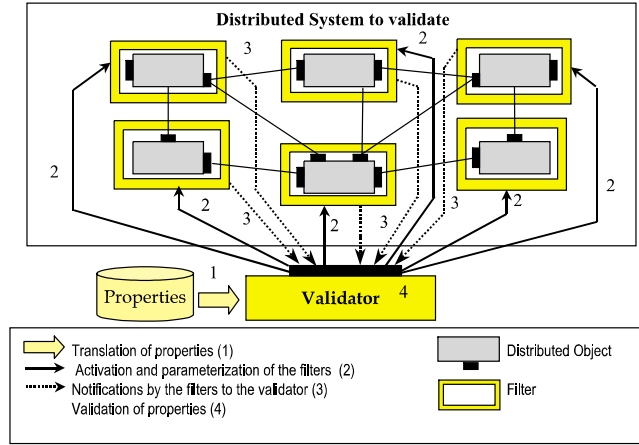 Distributed System to validate
3
2
3
2
2
2
3
2
3
3
2
2
1
Properties
Validator
4
Translation of properties (1)
Activation and parameterization of the filters (2)
Notifications by the filters to the validator (3)
Validation of properties (4)
Distributed Object
Filter